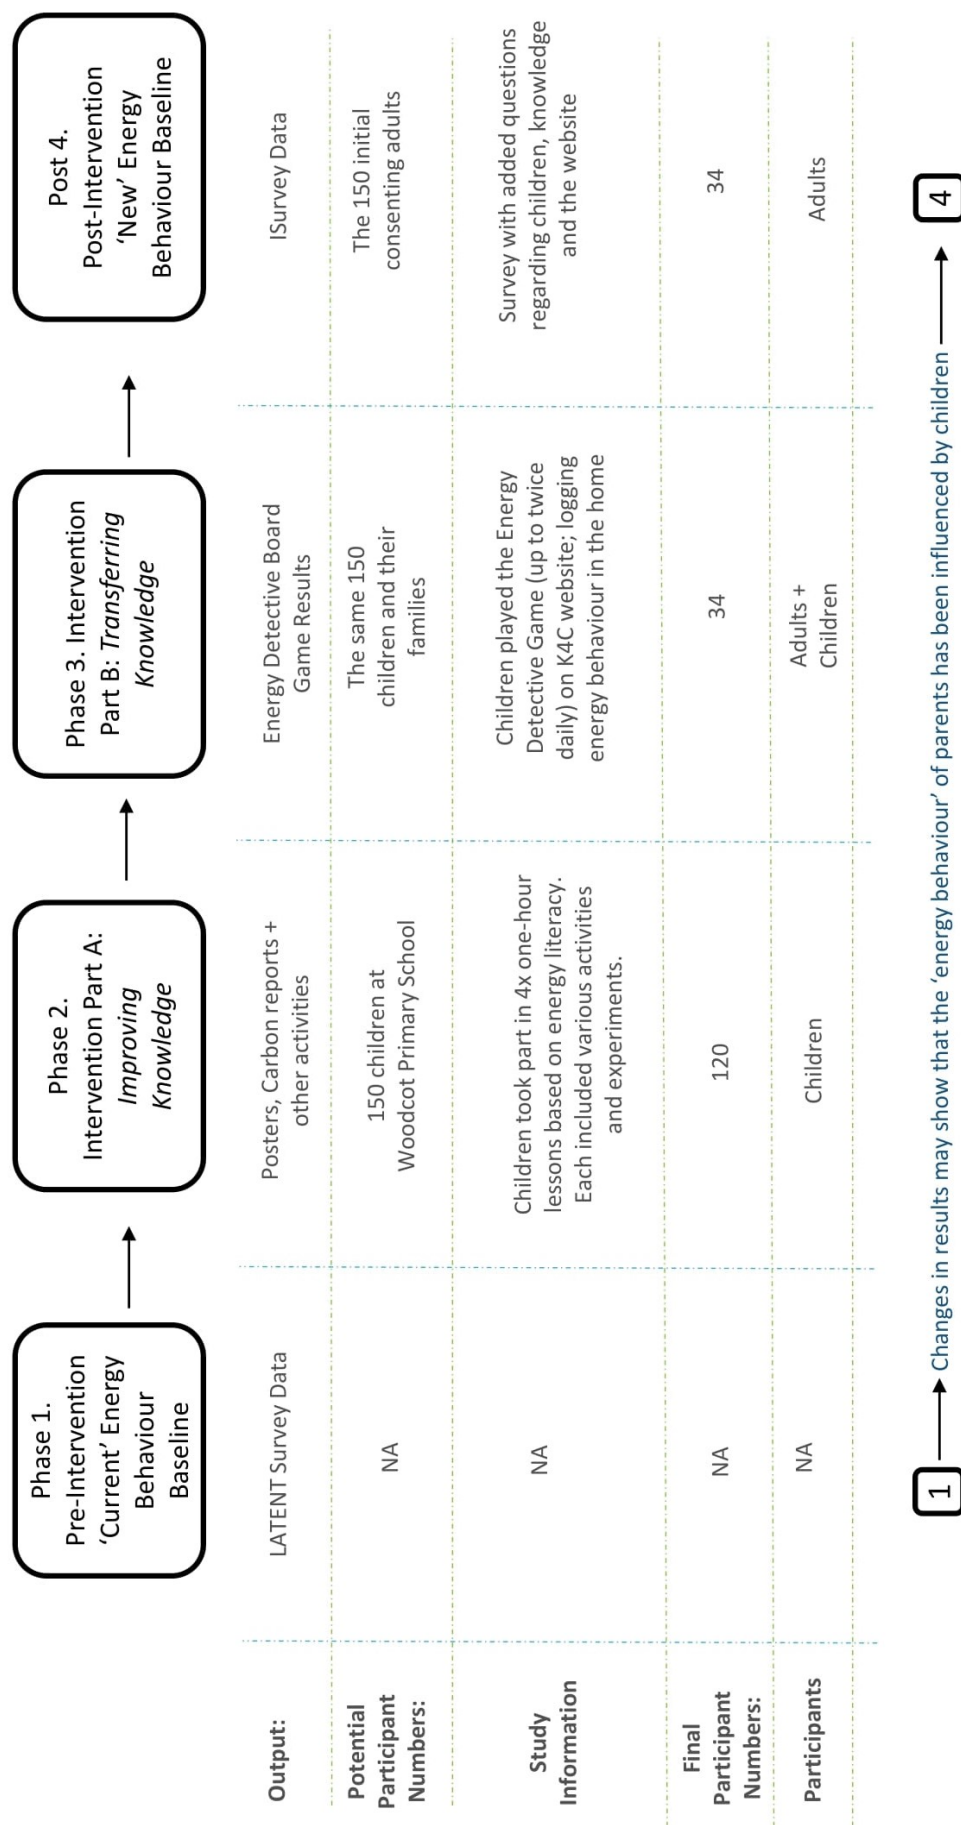 Phase 1.
Pre-Intervention
‘Current’ Energy
Behaviour
Baseline
Phase 2.
Intervention Part A:
Improving
Knowledge
Phase 3. Intervention
Part B: Transferring
Knowledge
Post 4.
Post-Intervention
‘New’ Energy
Behaviour Baseline
Output:
LATENT Survey Data
Posters, Carbon reports +
other activities
Energy Detective Board
Game Results
ISurvey Data
Potential
Participant
Numbers:
NA
150 children at
Woodcot Primary School
The same 150
children and their
families
The 150 initial
consenting adults
Study
Information
NA
Children took part in 4x one-hour
lessons based on energy literacy.
Each included various activities
and experiments.
Children played the Energy
Detective Game (up to twice
daily) on K4C website; logging
energy behaviour in the home
Survey with added questions
regarding children, knowledge
and the website
Final
Participant
Numbers:
NA
120
34
34
Participants
NA
Children
Adults +
Children
Adults
1
Changes in results may show that the ‘energy behaviour’ of parents has been influenced by children
4